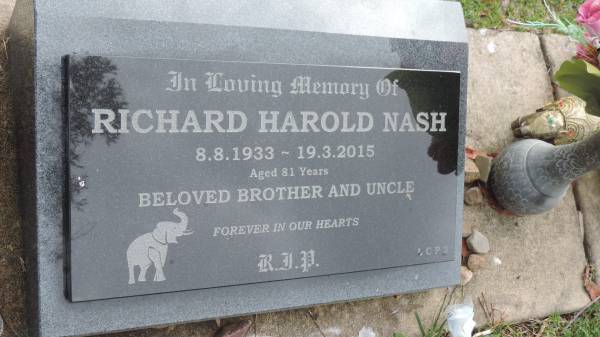 In Loving Memory Of
RICHARD HAROLD NASH
8.8.1933 ~ 19.3.2015
Aged 81 Years
BELOVED BROTHER AND UNCLE
FOREVER IN OUR HEARTS
R.I.P.